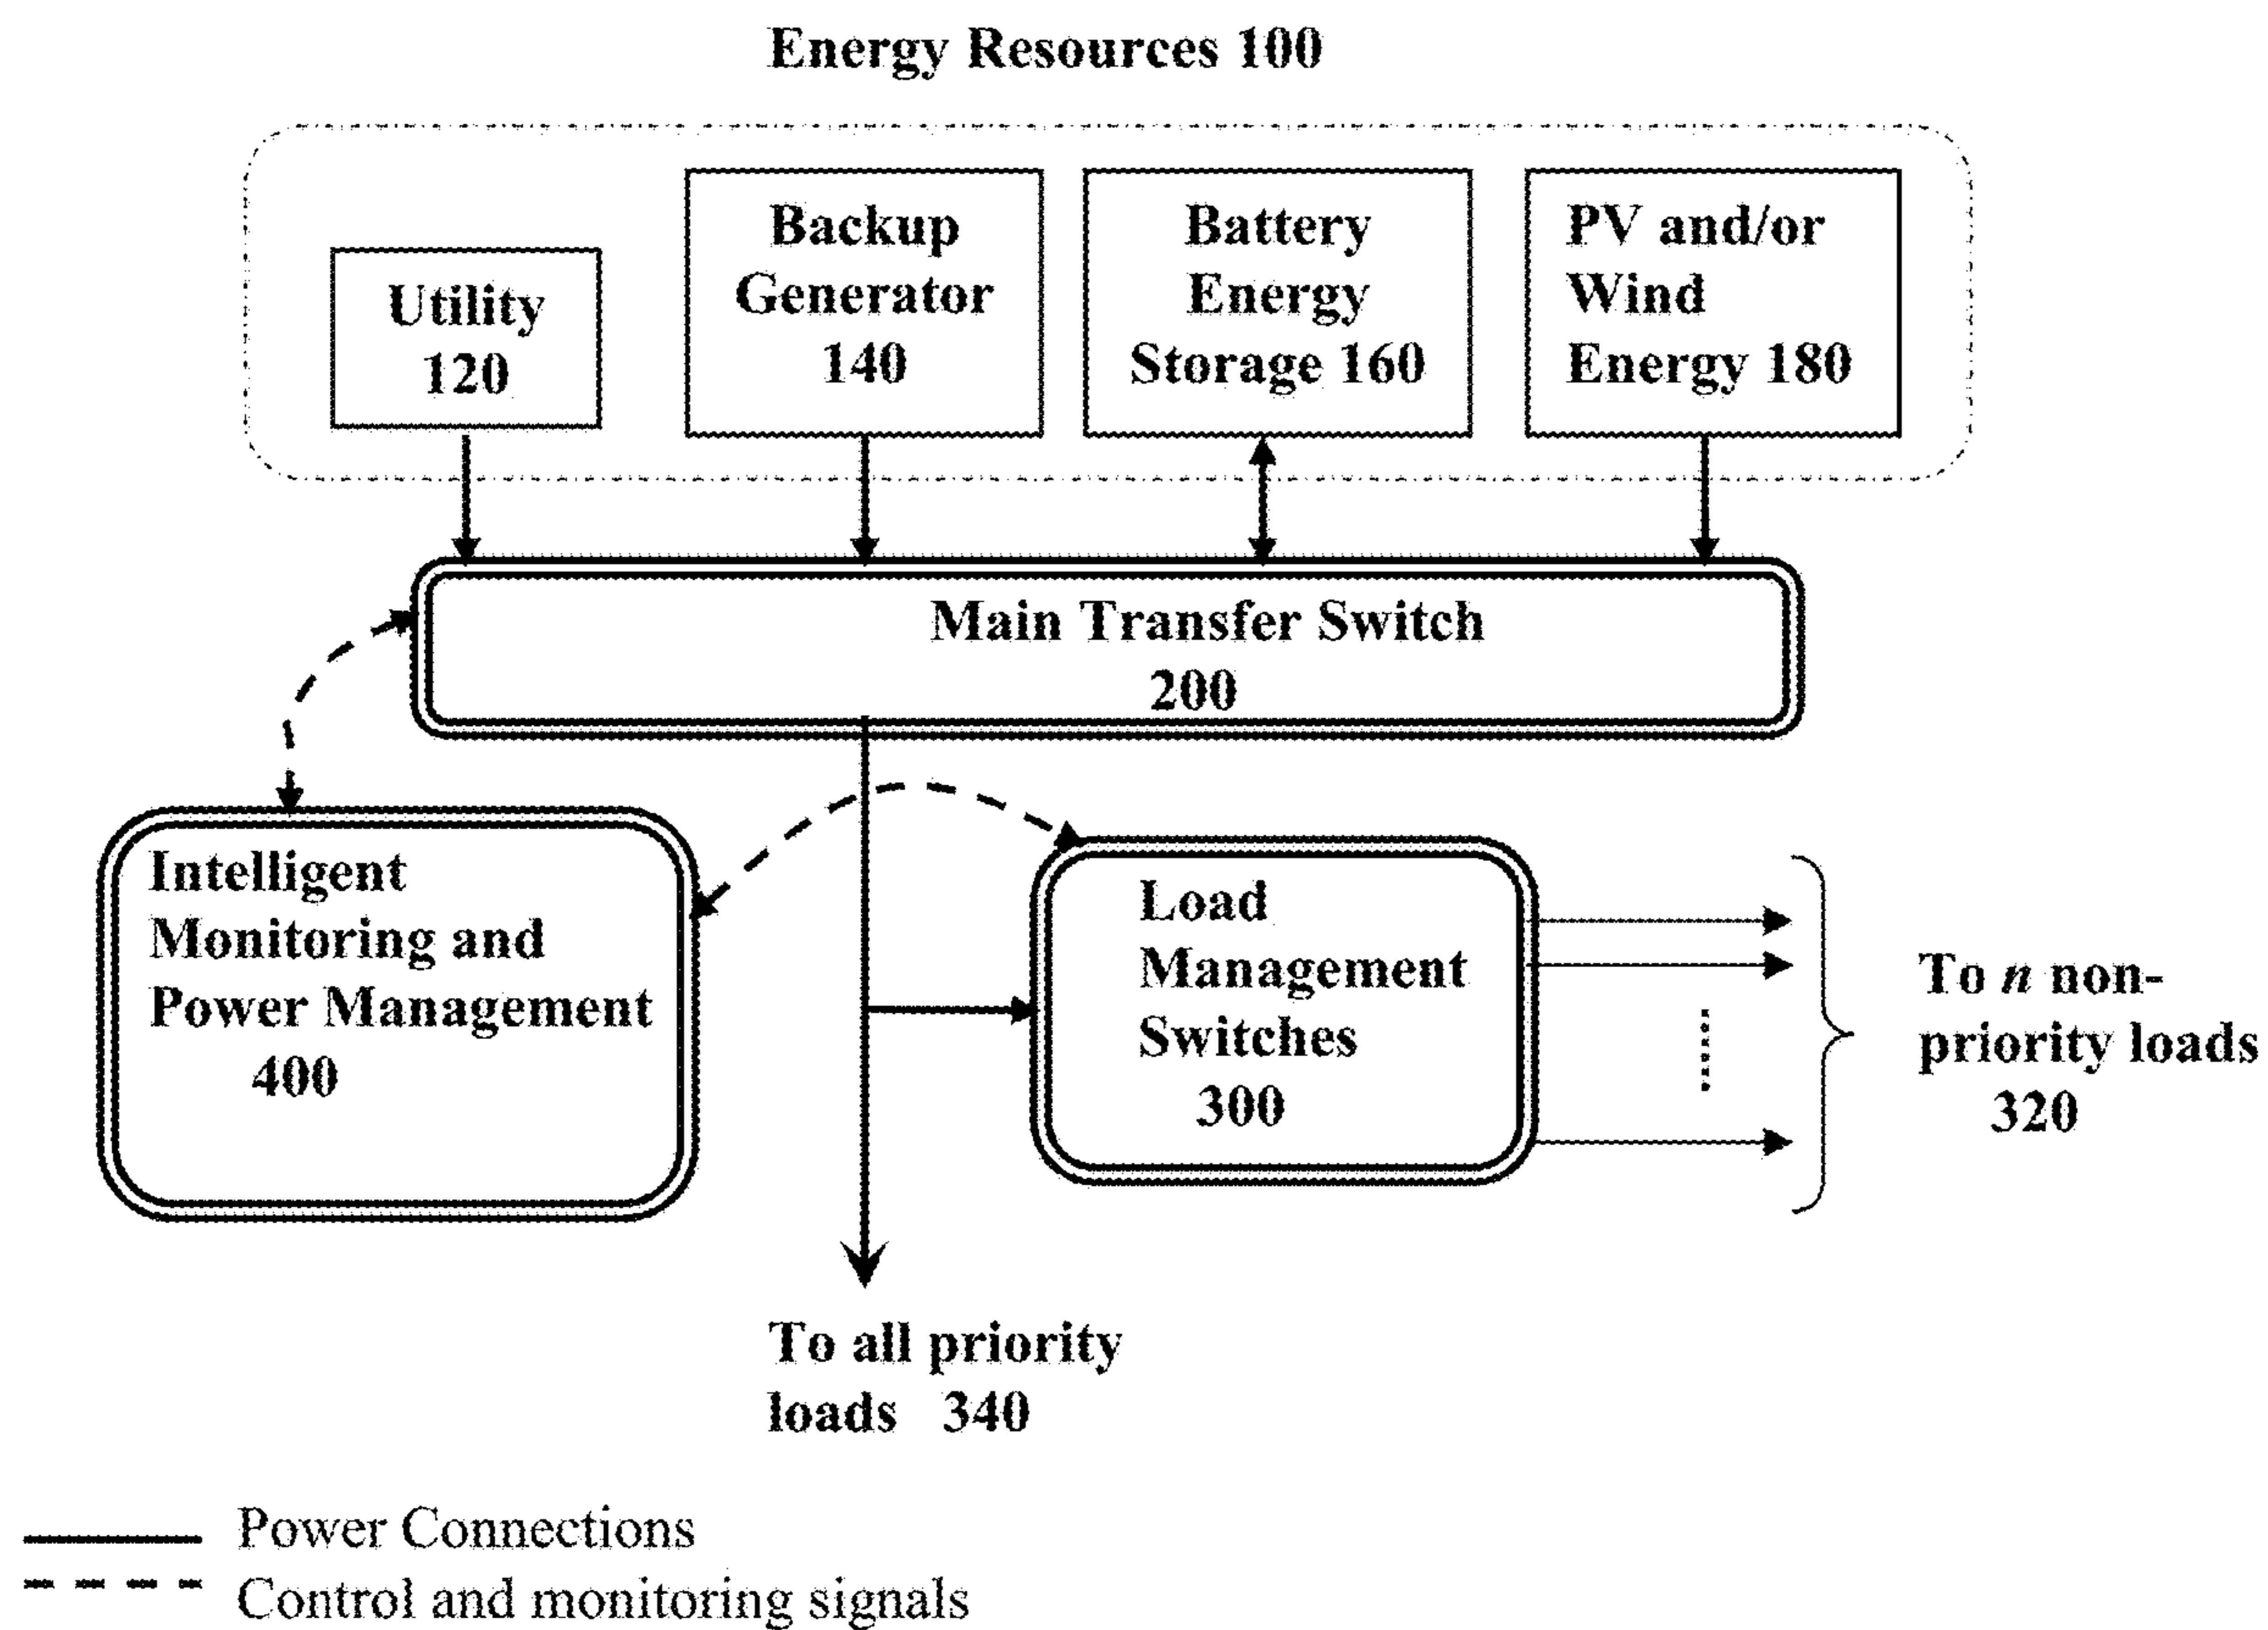 Energy Resources 100
Utility
120
Backup
Generator
140
Battery
Energy
Storage 160
PV and/or
Wind
Energy 180
Main Transfer Switch
200
Intelligent
Monitoring and
Power Management
400
Load
Management
Switches
300
To n non-
priority loads
320
To all priority
loads 340
Power Connections
Control and monitoring signals